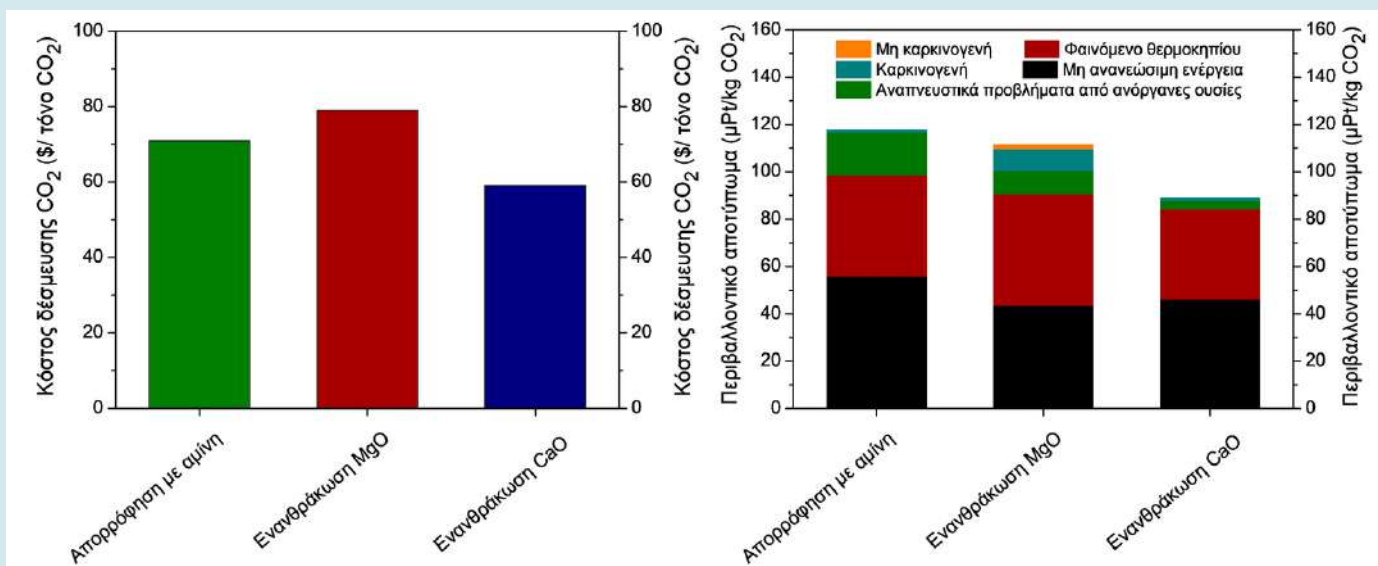 Κόστος δέσμευσης CO₂ ($/ τόνο CO₂)
100
80
60
40
20
0
100
80
60
40
20
0
Κόστος δέσμευσης CO₂ ($/ τόνο CO₂)
Απορρόφηση με αμίνη
Ενανθράκωση MgO
Ενανθράκωση CaO
Περιβαλλοντικό αποτύπωμα (μPt/kg CO₂)
160
140
120
100
80
60
40
20
0
Μη καρκινογενή
Φαινόμενο θερμοκηπίου
Καρκινογενή
Μη ανανεώσιμη ενέργεια
Αναπνευστικά προβλήματα από ανόργανες ουσίες
160
140
120
100
80
60
40
20
0
Περιβαλλοντικό αποτύπωμα (μPt/kg CO₂)
Απορρόφηση με αμίνη
Ενανθράκωση MgO
Ενανθράκωση CaO